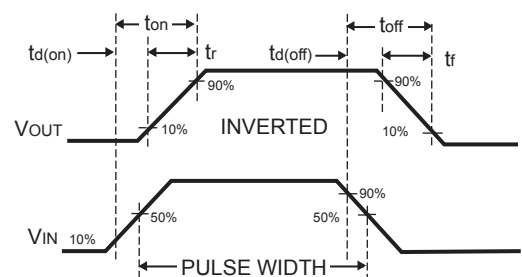 ton toff
td(on) tr td(off) tf
90% 90%
VOUT 10% INVERTED 10%
90%
50% 50%
VIN 10%
PULSE WIDTH